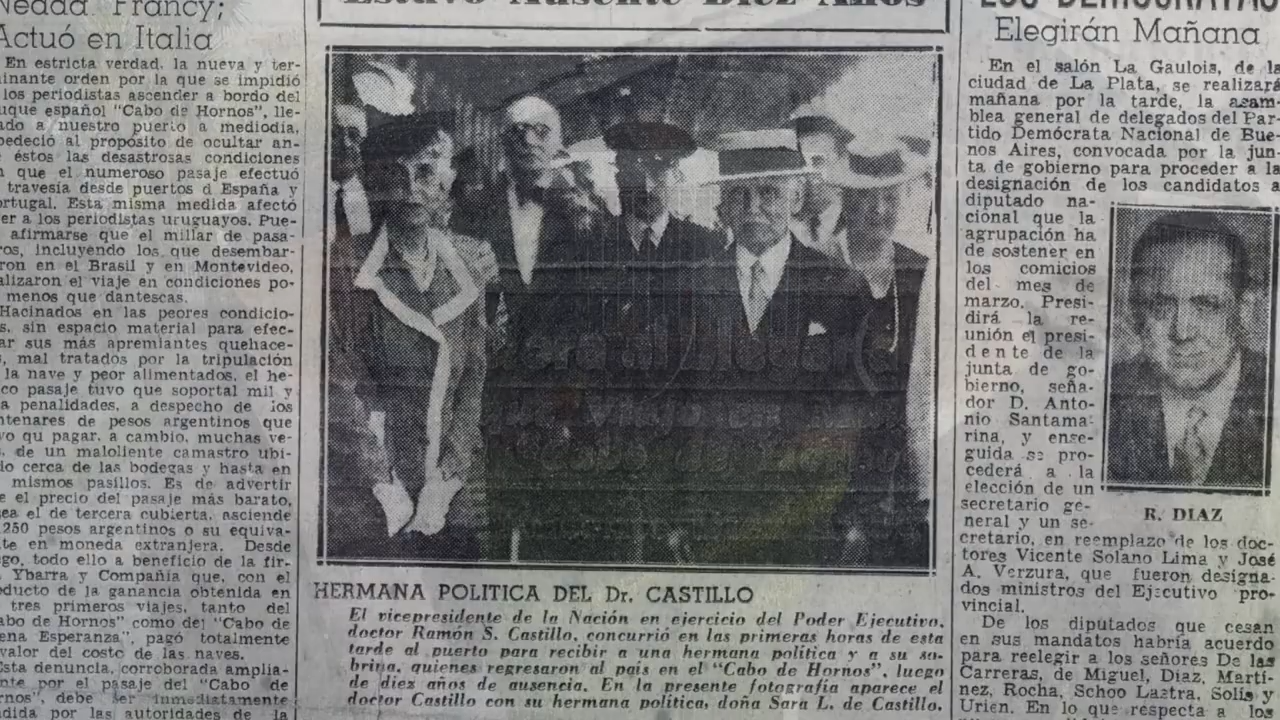 Nedda Francy;
Actuó en Italia
En estricta verdad, la nueva y ter-
minante orden por la que se impidió
los periodistas ascender a bordo del
uque español "Cabo de Hornos", lle-
ado a nuestro puerto a mediodía,
bedeció al propósito de ocultar an-
e éstos las desastrosas condiciones
n que el numeroso pasaje efectuó
travesía desde puertos d España y
ortugal. Esta misma medida afectó
er a los periodistas uruguayos. Pue-
afirmarse que el millar de pasa-
ros, incluyendo los que desembar-
ron en el Brasil y en Montevideo,
alizaron el viaje en condiciones po-
menos que dantescas.
Hacinados en las peores condicio-
s, sin espacio material para efec-
ar sus más apremiantes quehace-
s, mal tratados por la tripulación
la nave y peor alimentados, el he-
co pasaje tuvo que soportal mil y
a penalidades, a despecho de los
ntenares de pesos argentinos que
vo qu pagar, a cambio, muchas ve-
, de un maloliente camastro ubi-
do cerca de las bodegas y hasta en
mismos pasillos. Es de advertir
e el precio del pasaje más barato,
ea el de tercera cubierta, asciende
250 pesos argentinos o su equiva-
te en moneda extranjera. Desde
go, todo ello a beneficio de la fir-
Ybarra y Compañia que, con el
oducto de la ganancia obtenida en
tres primeros viajes, tanto del
abo de Hornos" como del "Cabo de
ena Esperanza", pagó totalmente
valor del costo de las naves.
Esta denuncia, corroborada amplia-
nte por el pasaje del "Cabo de
rnos", debe ser inmediatamente
ndida por las autoridades de la
Estuvo Ausente Diez Años
HERMANA POLITICA DEL Dr. CASTILLO
El vicepresidente de la Nación en ejercicio del Poder Ejecutivo,
doctor Ramón S. Castillo, concurrió en las primeras horas de esta
tarde al puerto para recibir a una hermana política y a su so-
brina, quienes regresaron al país en el "Cabo de Hornos", luego
de diez años de ausencia. En la presente fotografía aparece el
doctor Castillo con su hermana política, doña Sara L. de Castillo.
LOS DEMOCRATAS
Elegirán Mañana
En el salón La Gaulois, de la
ciudad de La Plata, se realizará
mañana por la tarde, la asam-
blea general de delegados del Par-
tido Demócrata Nacional de Bue-
nos Aires, convocada por la jun-
ta de gobierno para proceder a la
designación de los candidatos a
diputado na-
cional que la
agrupación ha
de sostener en
los comicios
del mes de
marzo. Presi-
dirá la re-
unión el presi-
dente de la
junta de go-
bierno, seña-
dor D. Anto-
nio Santama-
rina, y ense-
guida se pro-
cederá a la
elección de un
secretario ge-
neral y un se-
R. DIAZ
cretario, en reemplazo de los doc-
tores Vicente Solano Lima y José
A. Verzura, que fueron designa-
dos ministros del Ejecutivo pro-
vincial.
De los diputados que cesan
en sus mandatos habría acuerdo
para reelegir a los señores De las
Carreras, de Miguel, Diaz, Martí-
nez, Rocha, Schoo Lastra, Solís y
Urien. En lo que respecta a los